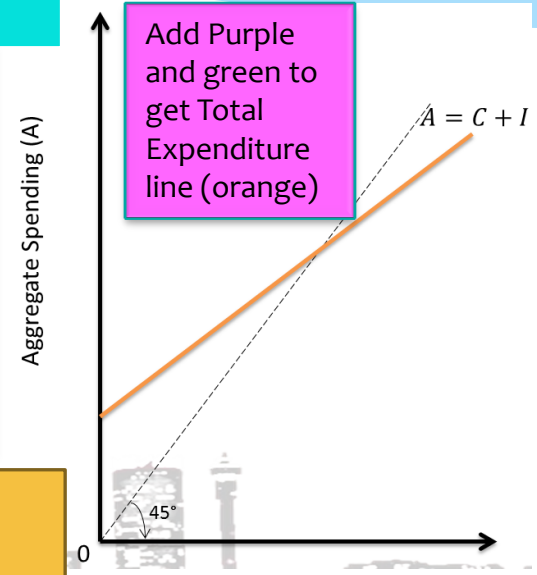 Add Purple
and green to
get Total
Expenditure
line (orange)
A = C + I
Aggregate Spending (A)
45°
0